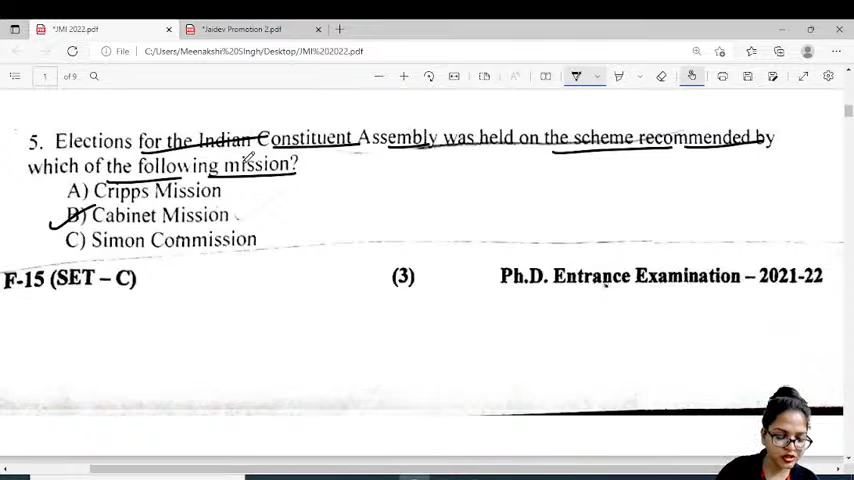 *JMI 2022.pdf
*Jaidev Promotion 2.pdf
File
C:/Users/Meenakshi%20SIngh/Desktop/JMI%202022.pdf
1 of 9
5. Elections for the Indian Constituent Assembly was held on the scheme recommended by
which of the following mission?
A) Cripps Mission
B) Cabinet Mission
C) Simon Commission
F-15 (SET – C)
(3)
Ph.D. Entrance Examination – 2021-22